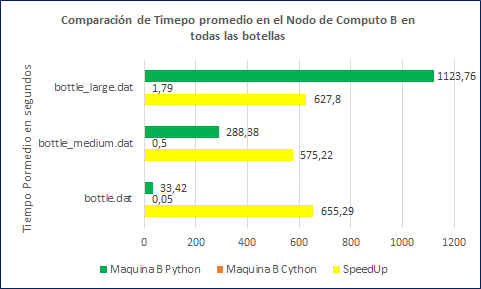 Comparación de Timepo promedio en el Nodo de Computo B en
todas las botellas
Tiempo Pormedio en segundos
bottle_large.dat
1123,76
1,79
627,8
bottle_medium.dat
288,38
0,5
575,22
bottle.dat
33,42
0,05
655,29
0 200 400 600 800 1000 1200
Maquina B Python Maquina B Cython SpeedUp